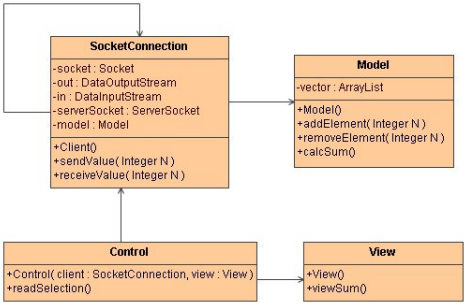 SocketConnection
-socket : Socket
-out : DataOutputStream
-in : DataInputStream
-serverSocket : ServerSocket
-model : Model
+Client()
+sendValue( Integer N )
+receiveValue( Integer N )
Model
-vector : ArrayList
+Model()
+addElement( Integer N )
+removeElement( Integer N )
+calcSum()
Control
+Control( client : SocketConnection, view : View )
+readSelection()
View
+View()
+viewSum()